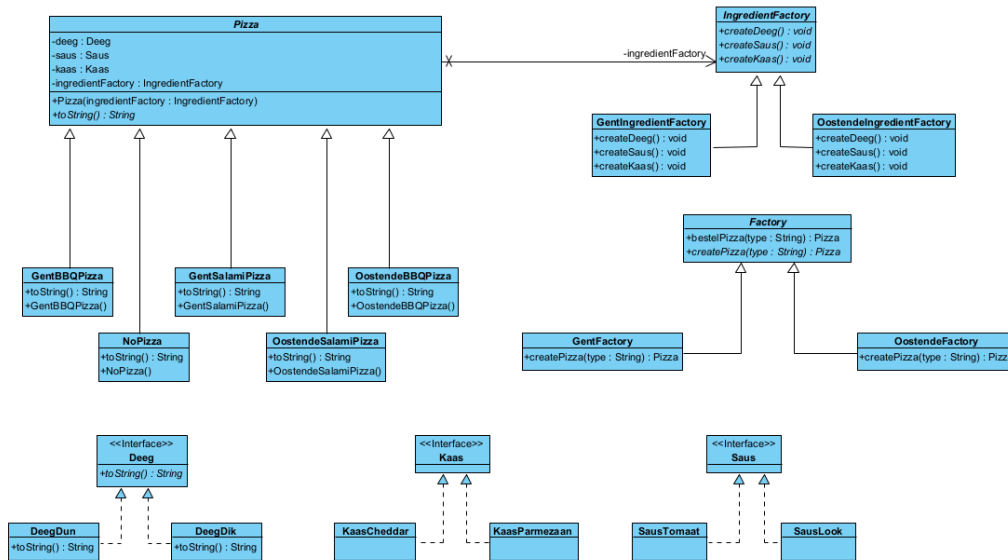 Pizza
-deeg : Deeg
-saus : Saus
-kaas : Kaas
-ingredientFactory : IngredientFactory
+Pizza(ingredientFactory : IngredientFactory)
+toString() : String
-ingredientFactory
IngredientFactory
+createDeeg() : void
+createSaus() : void
+createKaas() : void
GentIngredientFactory
+createDeeg() : void
+createSaus() : void
+createKaas() : void
OostendeIngredientFactory
+createDeeg() : void
+createSaus() : void
+createKaas() : void
Factory
+bestelPizza(type : String) : Pizza
+createPizza(type : String) : Pizza
GentBBQPizza
+toString() : String
+GentBBQPizza()
GentSalamiPizza
+toString() : String
+GentSalamiPizza()
OostendeBBQPizza
+toString() : String
+OostendeBBQPizza()
NoPizza
+toString() : String
+NoPizza()
OostendeSalamiPizza
+toString() : String
+OostendeSalamiPizza()
GentFactory
+createPizza(type : String) : Pizza
OostendeFactory
+createPizza(type : String) : Pizz
<<Interface>>
Deeg
+toString() : String
<<Interface>>
Kaas
<<Interface>>
Saus
DeegDun
+toString() : String
DeegDik
+toString() : String
KaasCheddar
KaasParmezaan
SausTomaat
SausLook